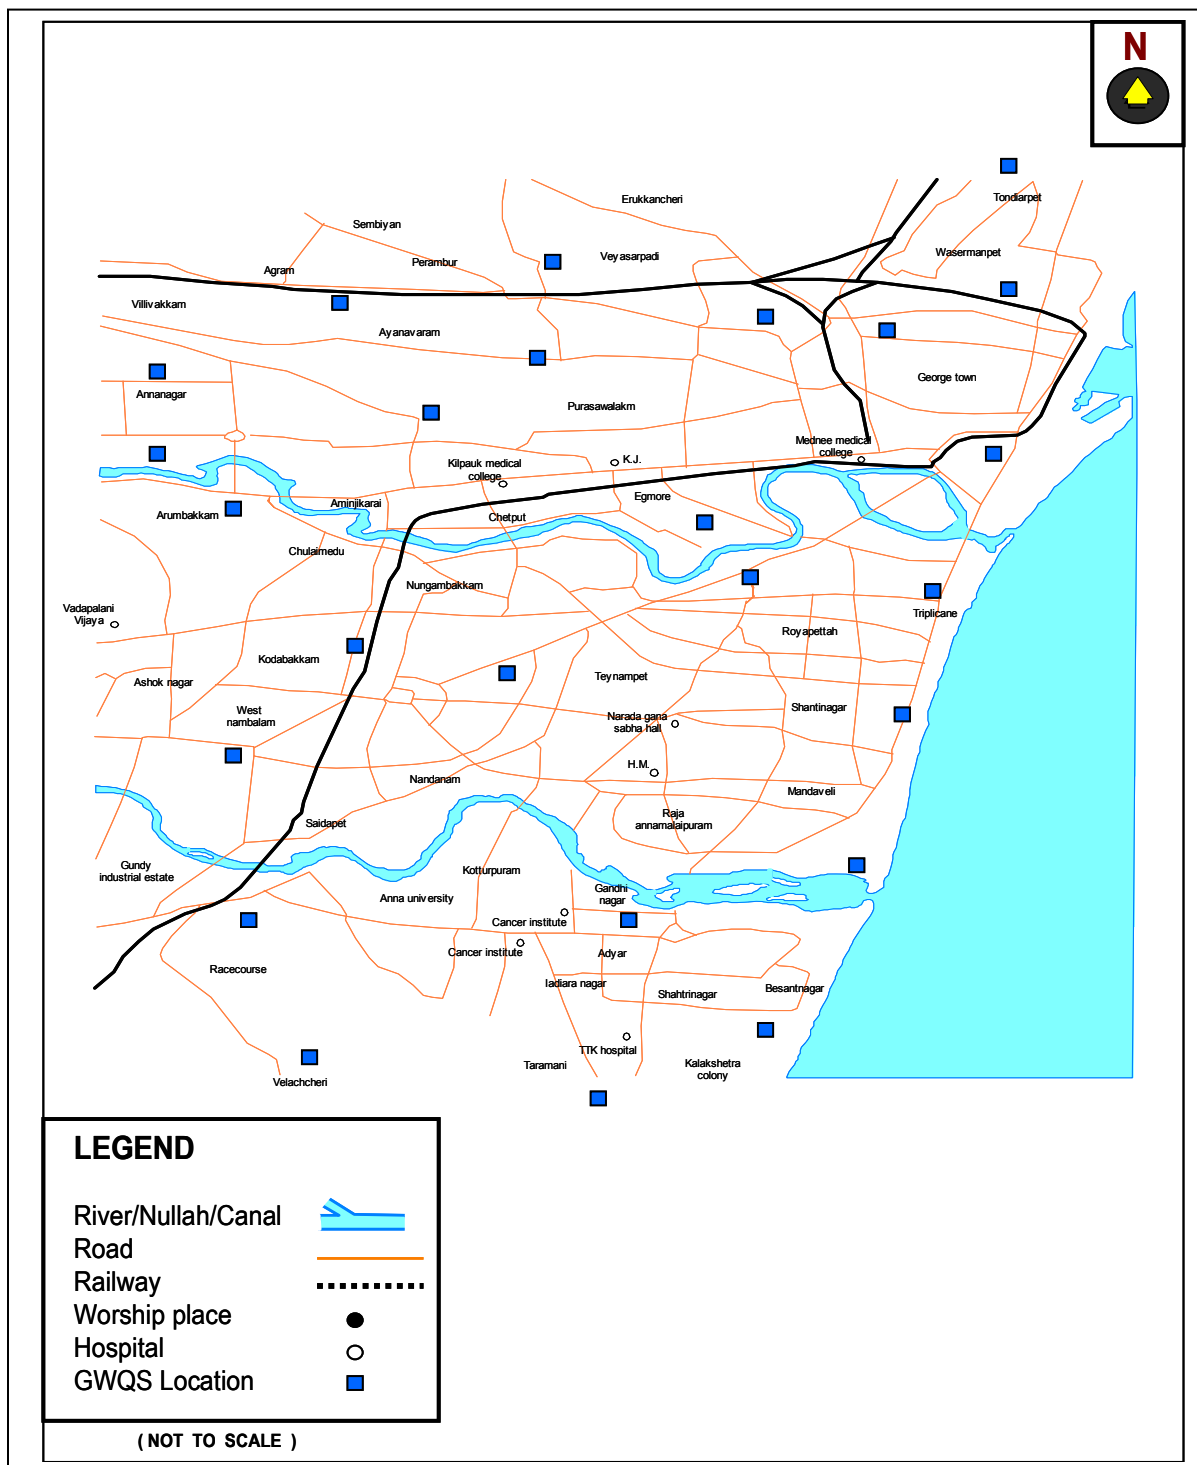 N
Tondiarpet
Erukkancheri
Sembiyan
Wasermanpet
Veyasarpadi
Perambur
Agram
Villivakkam
Ayanavaram
George town
Annanagar
Purasawalakm
Mednee medical
college
K.J.
Kilpauk medical
college
Egmore
Aminjikarai
Arumbakkam
Chetput
Chulaimedu
Nungambakkam
Vadapalani
Vijaya
Triplicane
Royapettah
Kodabakkam
Teynampet
Ashok nagar
West
nambalam
Shantinagar
Narada gana
sabha hall
H.M.
Nandanam
Mandaveli
Raja
annamalaipuram
Saidapet
Gundy
industrial estate
Kotturpuram
Gandhi
nagar
Anna university
Cancer institute
Cancer institute
Adyar
Racecourse
Iadiara nagar
Shahtrinagar
Besantnagar
TTK hospital
Taramani
Kalakshetra
colony
Velachcheri
LEGEND
River/Nullah/Canal
Road
Railway
Worship place
Hospital
GWQS Location
( NOT TO SCALE )